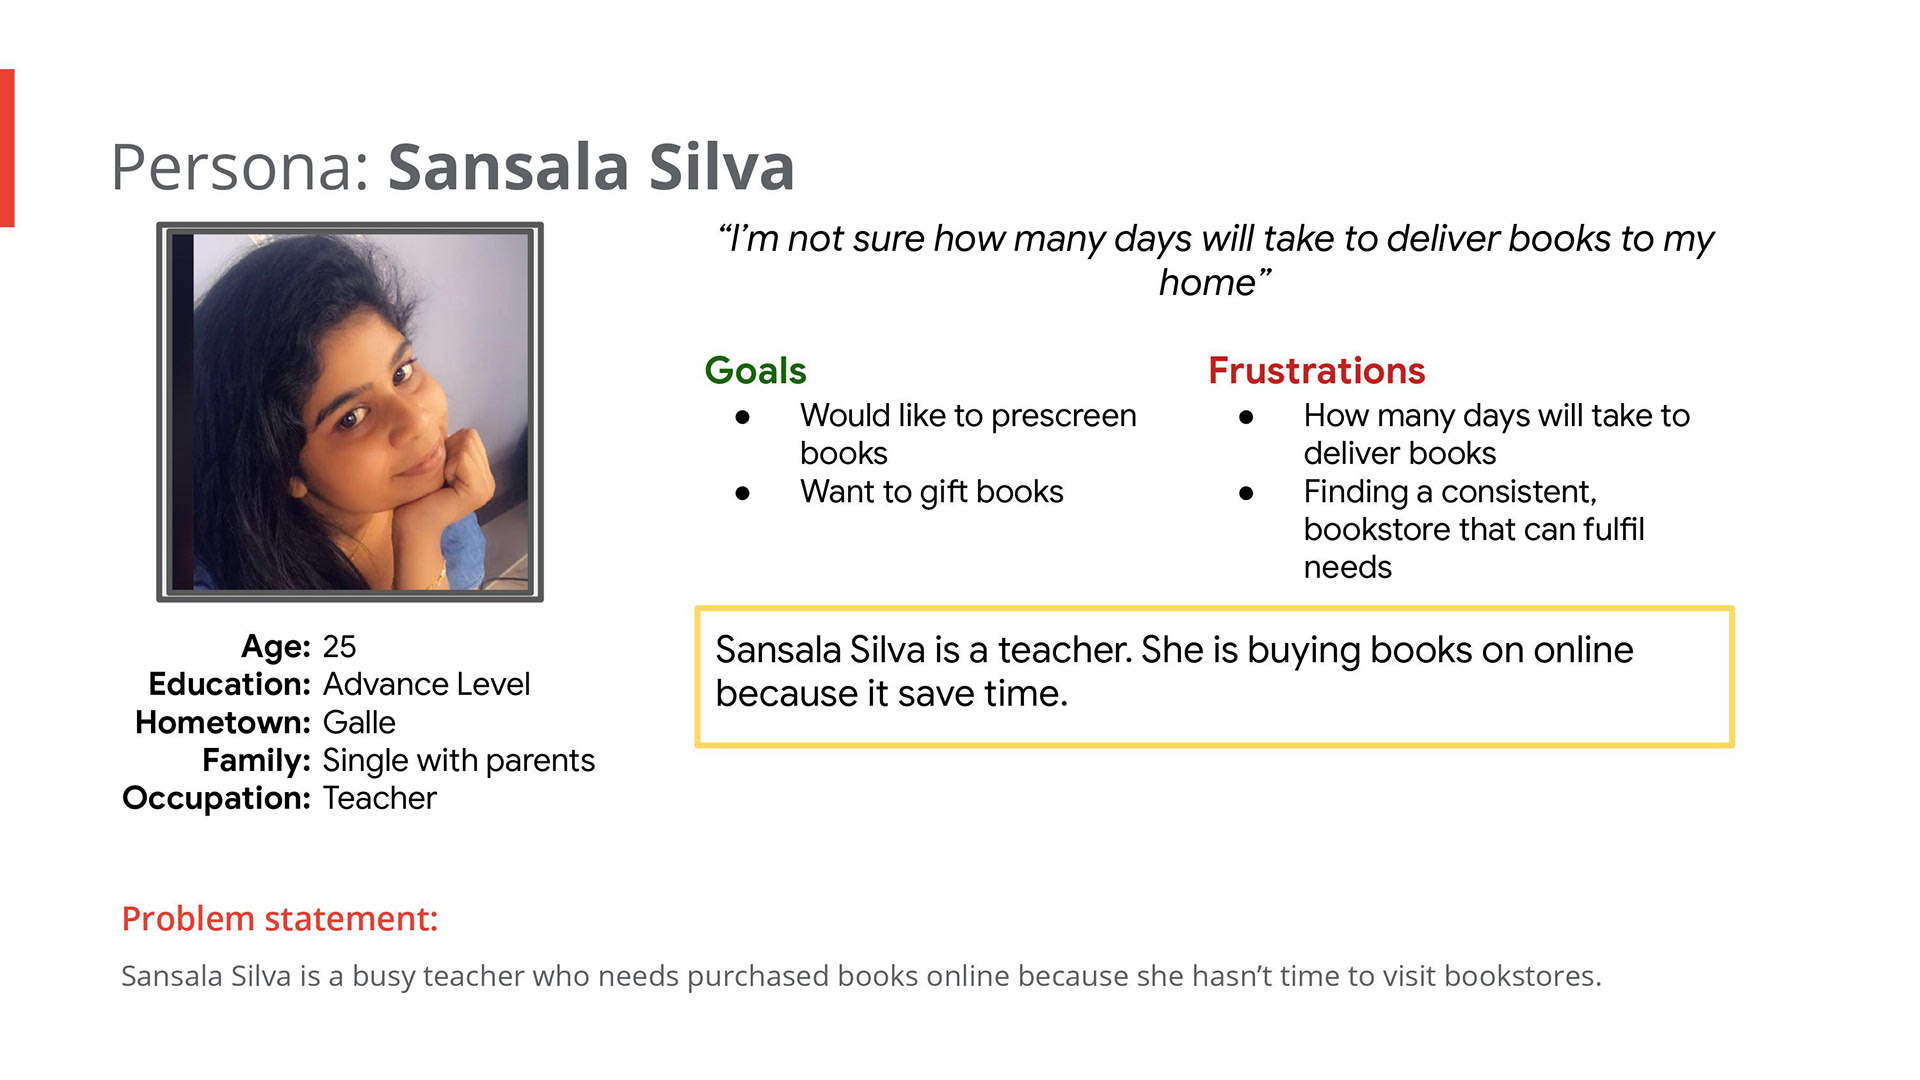 Persona: Sansala Silva
“I’m not sure how many days will take to deliver books to my
home”
Goals
● Would like to prescreen
books
● Want to gift books
Frustrations
● How many days will take to
deliver books
● Finding a consistent,
bookstore that can fulfil
needs
Sansala Silva is a teacher. She is buying books on online
because it save time.
Age: 25
Education: Advance Level
Hometown: Galle
Family: Single with parents
Occupation: Teacher
Problem statement:
Sansala Silva is a busy teacher who needs purchased books online because she hasn’t time to visit bookstores.